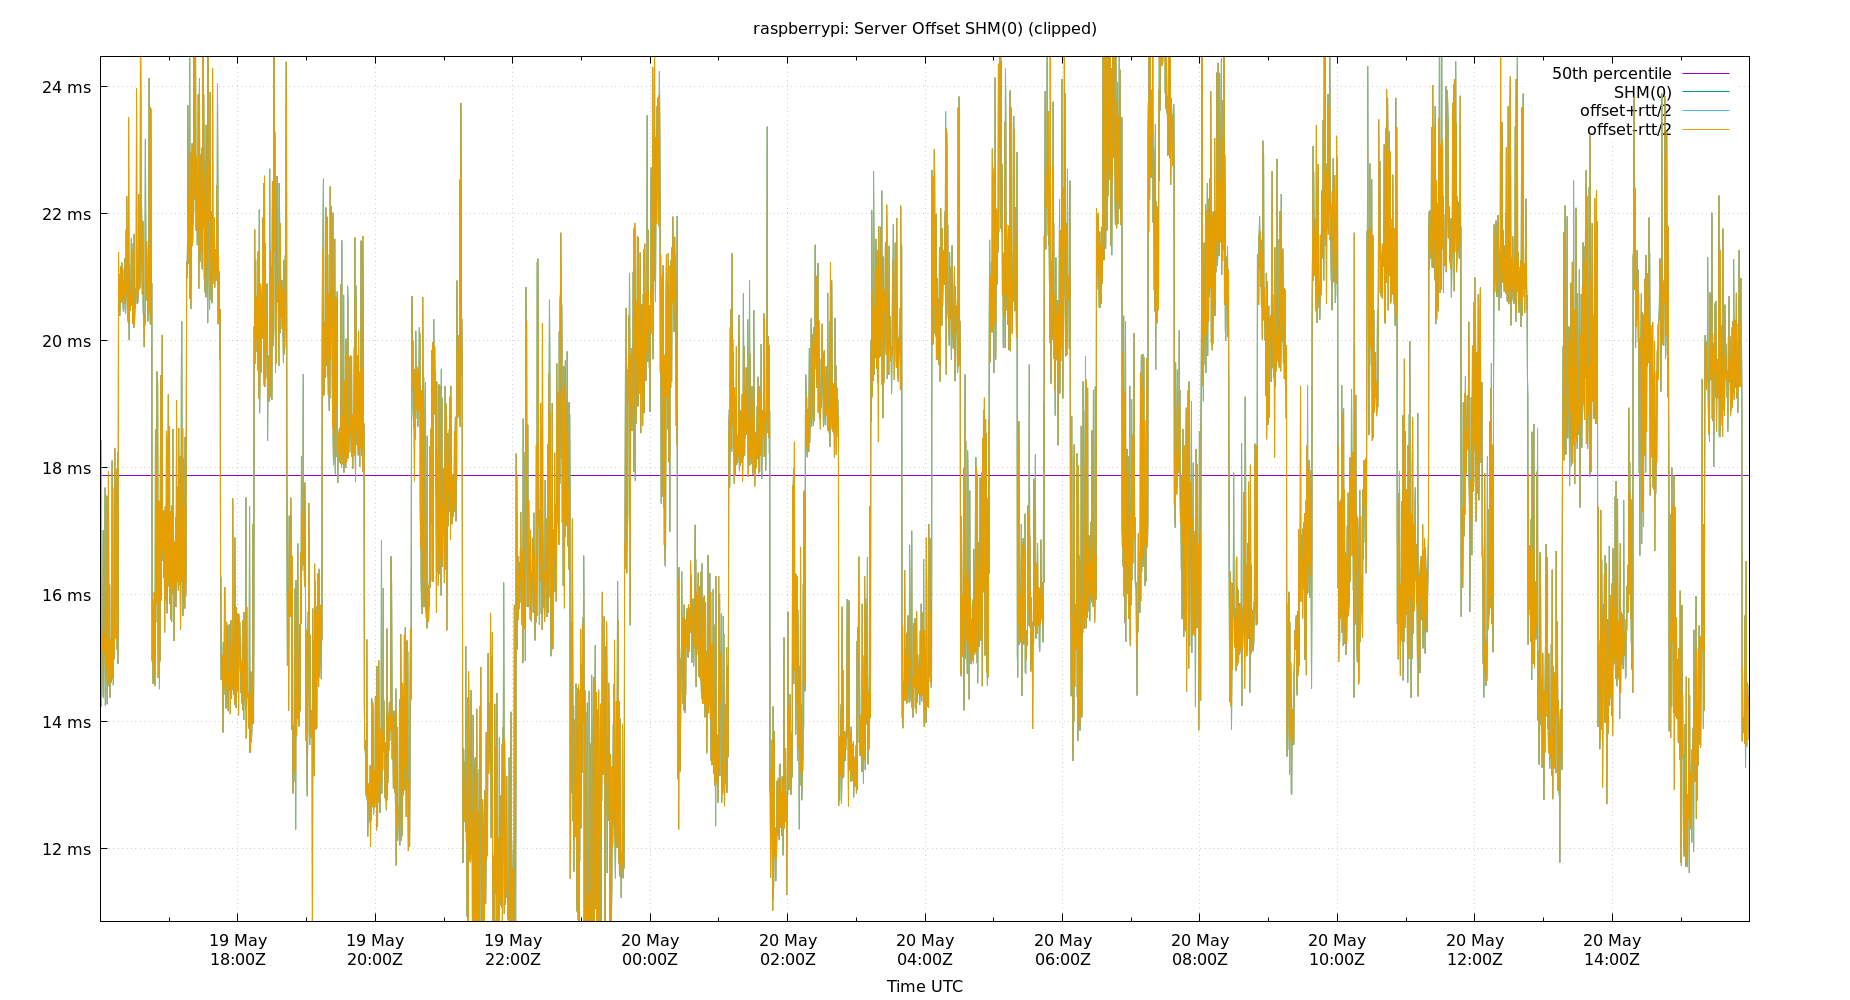 raspberrypi: Server Offset SHM(0) (clipped)
50th percentile
SHM(0)
offset+rtt/2
offset-rtt/2
24 ms
22 ms
20 ms
18 ms
16 ms
14 ms
12 ms
19 May 19 May 19 May 20 May 20 May 20 May 20 May 20 May 20 May 20 May 20 May
18:00Z 20:00Z 22:00Z 00:00Z 02:00Z 04:00Z 06:00Z 08:00Z 10:00Z 12:00Z 14:00Z
Time UTC